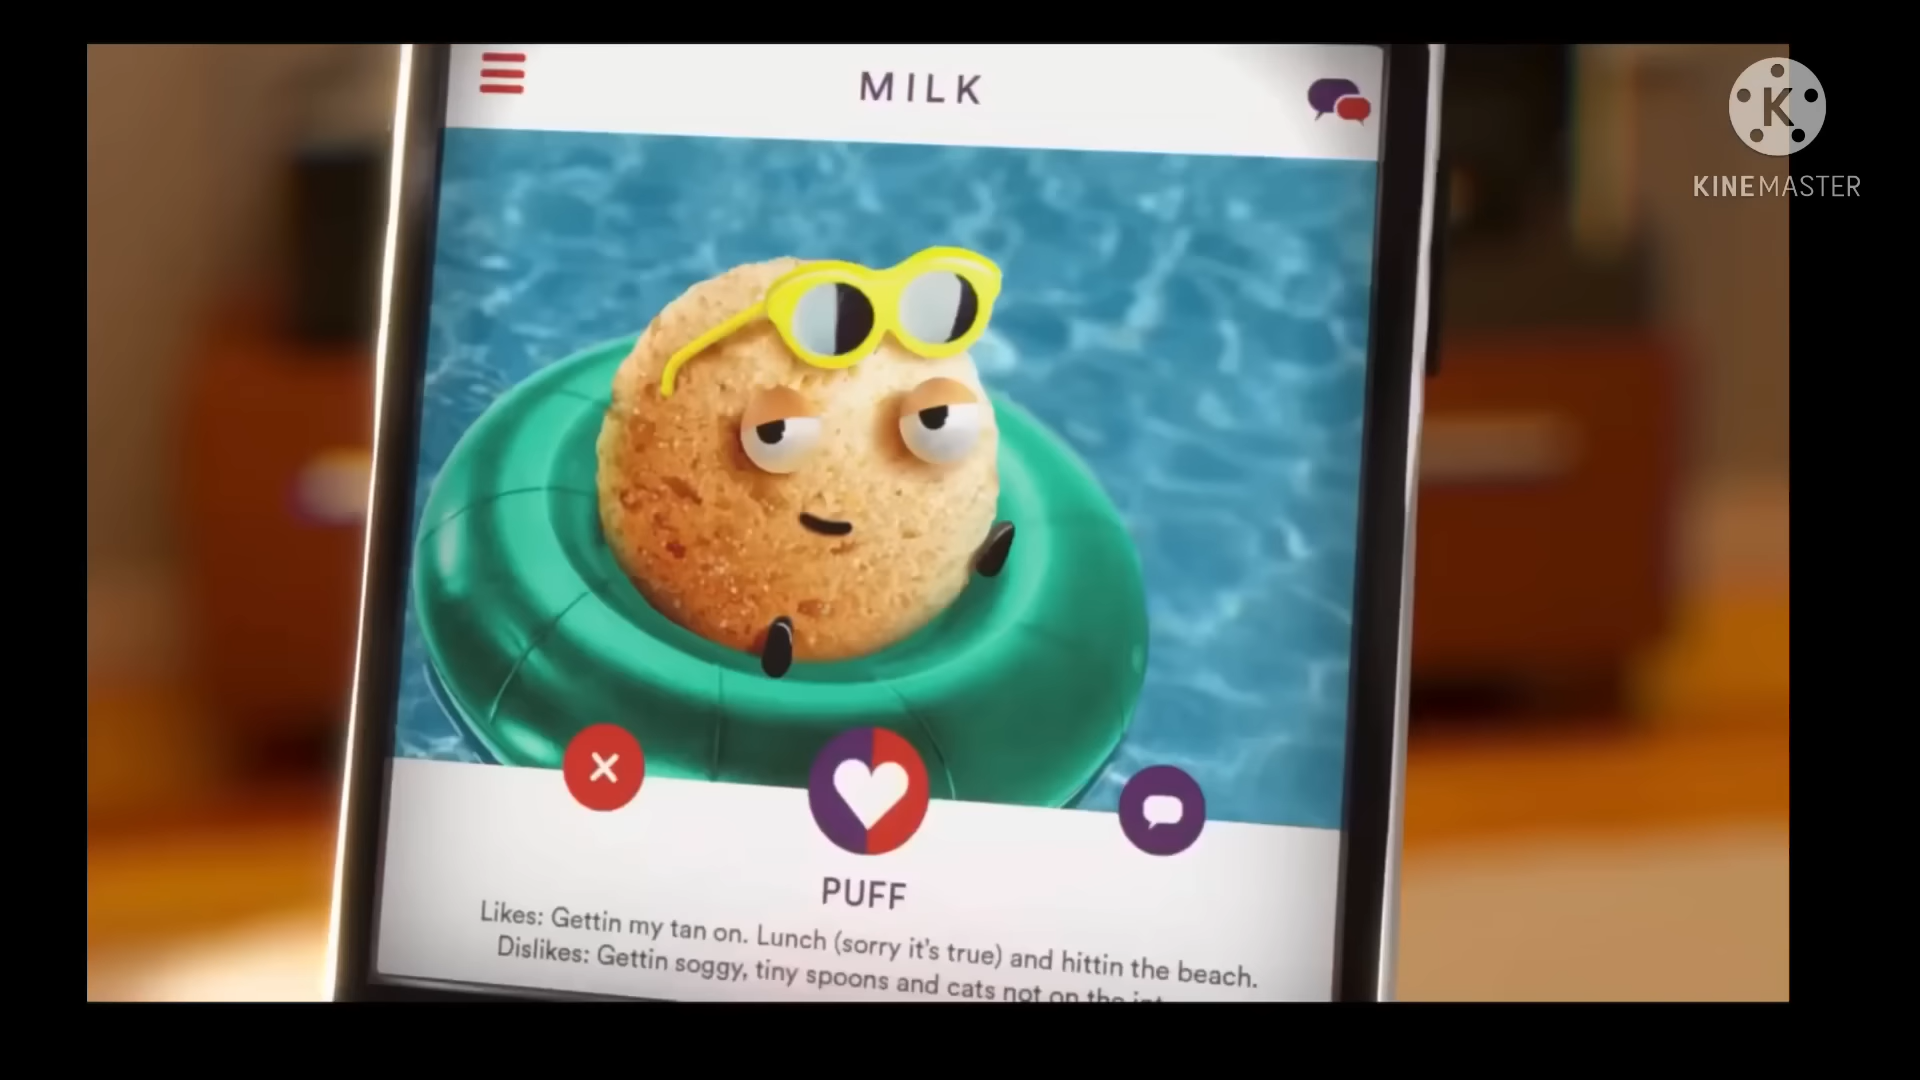 MILK
K
KINEMASTER
PUFF
Likes: Gettin my tan on. Lunch (sorry it's true) and hittin the beach.
Dislikes: Gettin soggy, tiny spoons and cats not on the